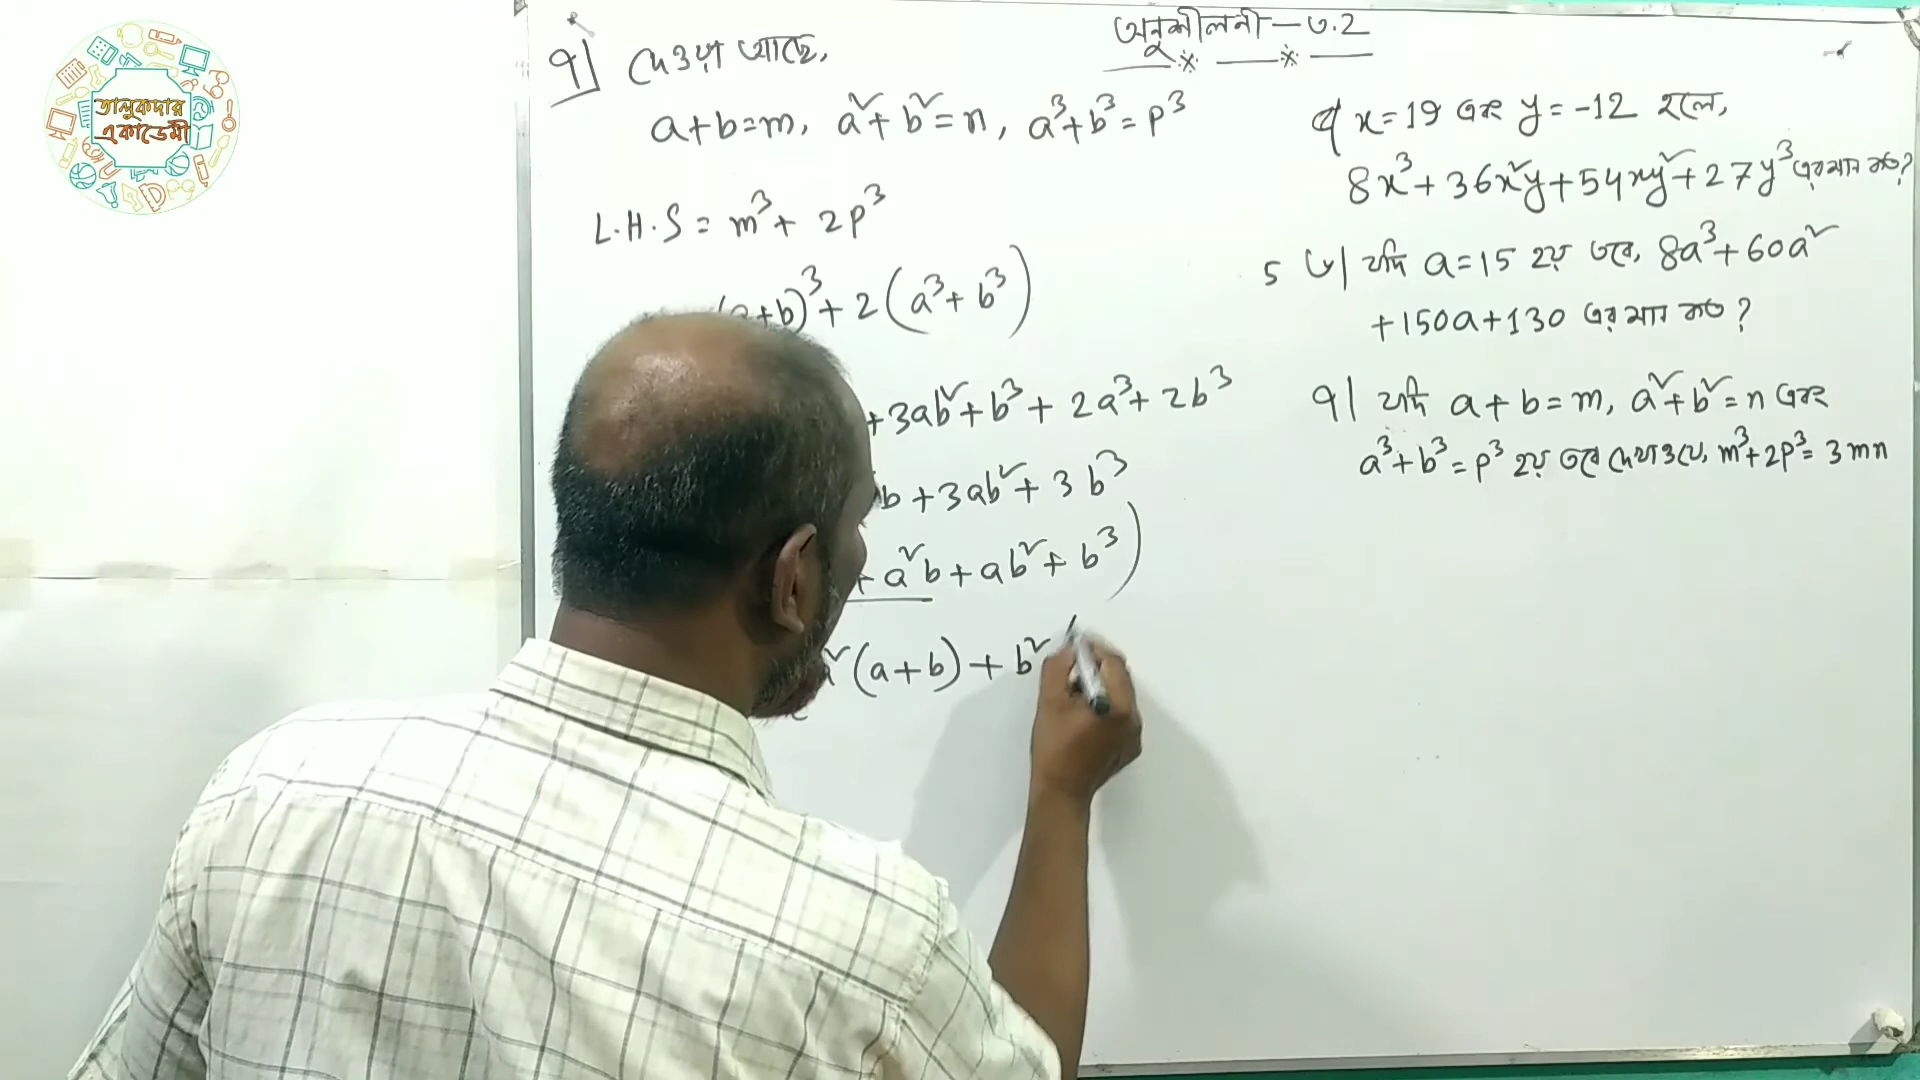 তালুকদার
একাডেমী
অনুশীলনী – ৩.2
৭| দেওয়া আছে,
a+b=m, a²+b²=n, a³+b³=p³
L.H.S = m³+ 2p³
+b)³+2(a³+b³)
+3ab²+b³+2a³+2b³
b+3ab²+3b³
+a²b+ab²+b³)
²(a+b)+b²(
x=19 এবং y=-12 হলে,
8x³+36x²y+54xy²+27y³ এর মান কত?
5 ৬| যদি a=15 হয় তবে, 8a³+60a²
+150a+130 এর মান কত?
৭| যদি a+b=m, a²+b²=n এবং
a³+b³=p³ হয় তবে দেখাও যে, m³+2p³=3mn